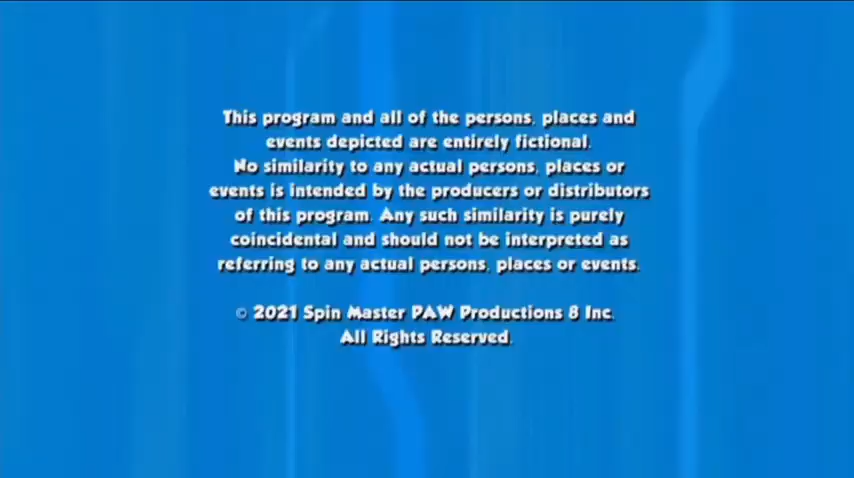 This program and all of the persons, places and
events depicted are entirely fictional.
No similarity to any actual persons, places or
events is intended by the producers or distributors
of this program. Any such similarity is purely
coincidental and should not be interpreted as
referring to any actual persons, places or events.
© 2021 Spin Master PAW Productions 8 Inc.
All Rights Reserved.